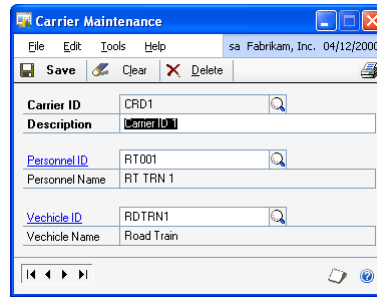 Carrier Maintenance
File Edit Tools Help sa Fabrikam, Inc. 04/12/2000
Save Clear Delete
Carrier ID CRD1
Description Carrier ID 1
Personnel ID RT001
Personnel Name RT TRN 1
Vechicle ID RDTRN1
Vechicle Name Road Train